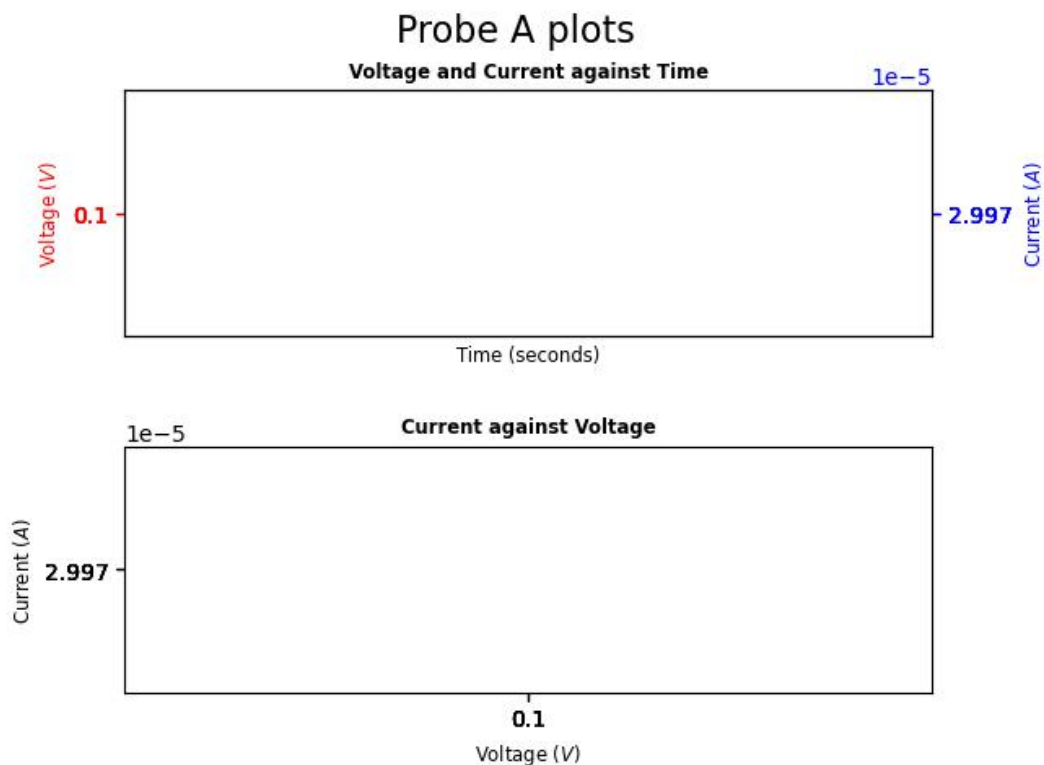 Probe A plots
Voltage and Current against Time
1e−5
Voltage (V)
0.1
2.997
Current (A)
Time (seconds)
Current against Voltage
1e−5
Current (A)
2.997
0.1
Voltage (V)